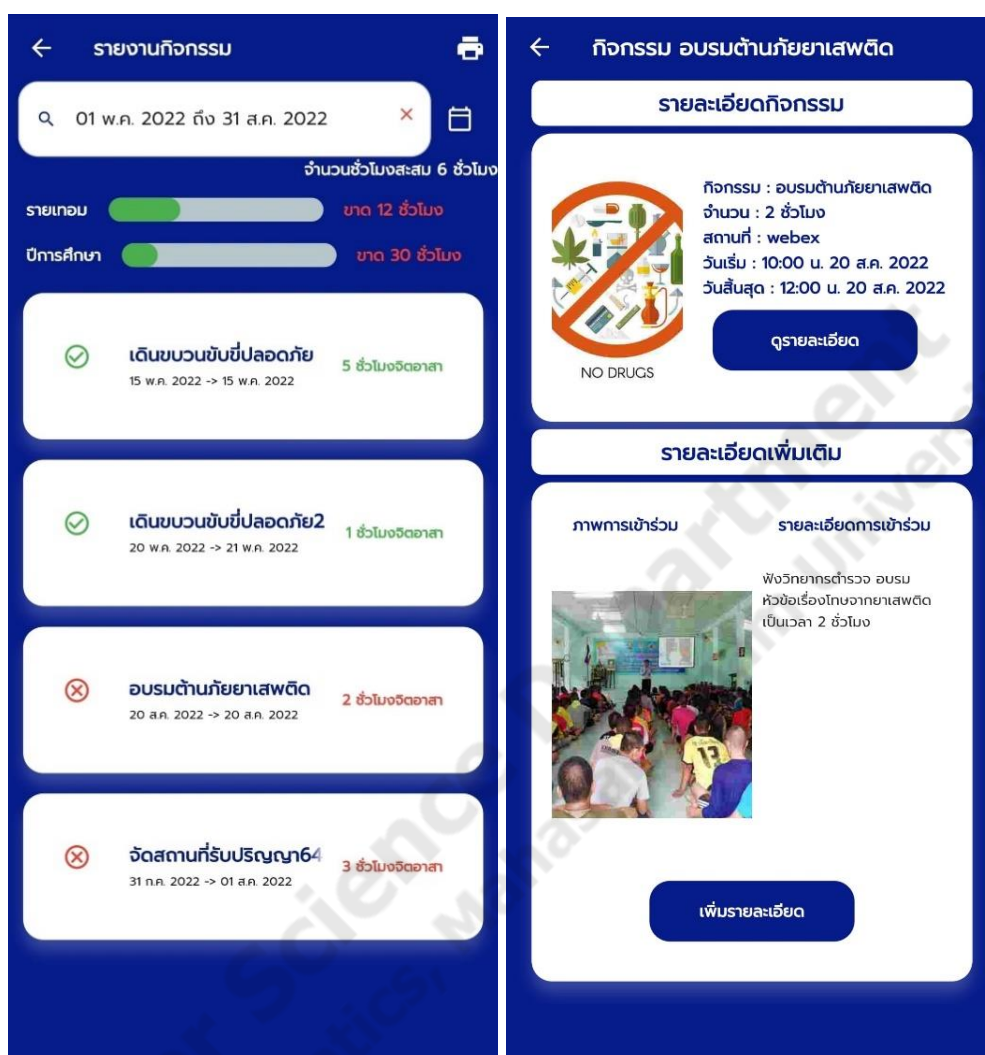 รายงานกิจกรรม
01 พ.ค. 2022 ถึง 31 ส.ค. 2022
จำนวนชั่วโมงสะสม 6 ชั่วโมง
รายเทอม ขาด 12 ชั่วโมง
ปีการศึกษา ขาด 30 ชั่วโมง
เดินขบวนขับขี่ปลอดภัย
5 ชั่วโมงจิตอาสา
15 พ.ค. 2022 -> 15 พ.ค. 2022
เดินขบวนขับขี่ปลอดภัย2
1 ชั่วโมงจิตอาสา
20 พ.ค. 2022 -> 21 พ.ค. 2022
อบรมต้านภัยยาเสพติด
2 ชั่วโมงจิตอาสา
20 ส.ค. 2022 -> 20 ส.ค. 2022
จัดสถานที่รับปริญญา64
3 ชั่วโมงจิตอาสา
31 ก.ค. 2022 -> 01 ส.ค. 2022
กิจกรรม อบรมต้านภัยยาเสพติด
รายละเอียดกิจกรรม
กิจกรรม : อบรมต้านภัยยาเสพติด
จำนวน : 2 ชั่วโมง
สถานที่ : webex
วันเริ่ม : 10:00 น. 20 ส.ค. 2022
วันสิ้นสุด : 12:00 น. 20 ส.ค. 2022
ดูรายละเอียด
NO DRUGS
รายละเอียดเพิ่มเติม
ภาพการเข้าร่วม
รายละเอียดการเข้าร่วม
ฟังวิทยากรตำรวจ อบรม
หัวข้อเรื่องโทษจากยาเสพติด
เป็นเวลา 2 ชั่วโมง
13
เพิ่มรายละเอียด